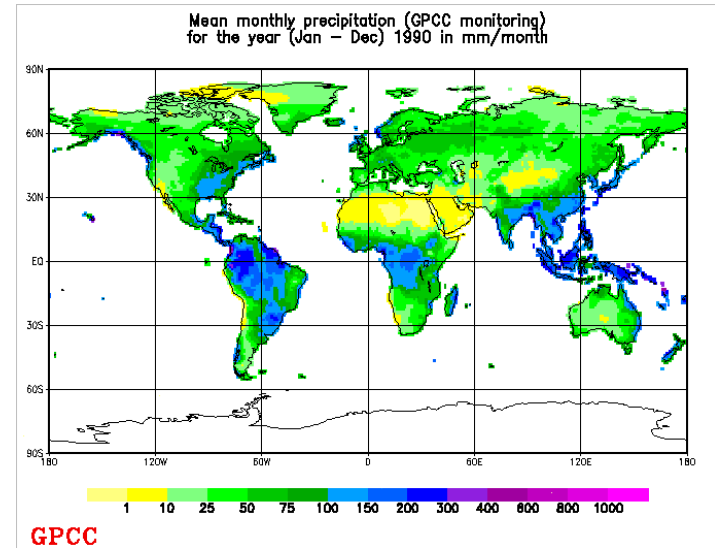 Mean monthly precipitation (GPCC monitoring)
for the year (Jan – Dec) 1990 in mm/month
90N
60N
30N
EQ
30S
60S
90S
180 120W 60W 0 60E 120E 180
1 10 25 50 75 100 150 200 300 400 600 800 1000
GPCC